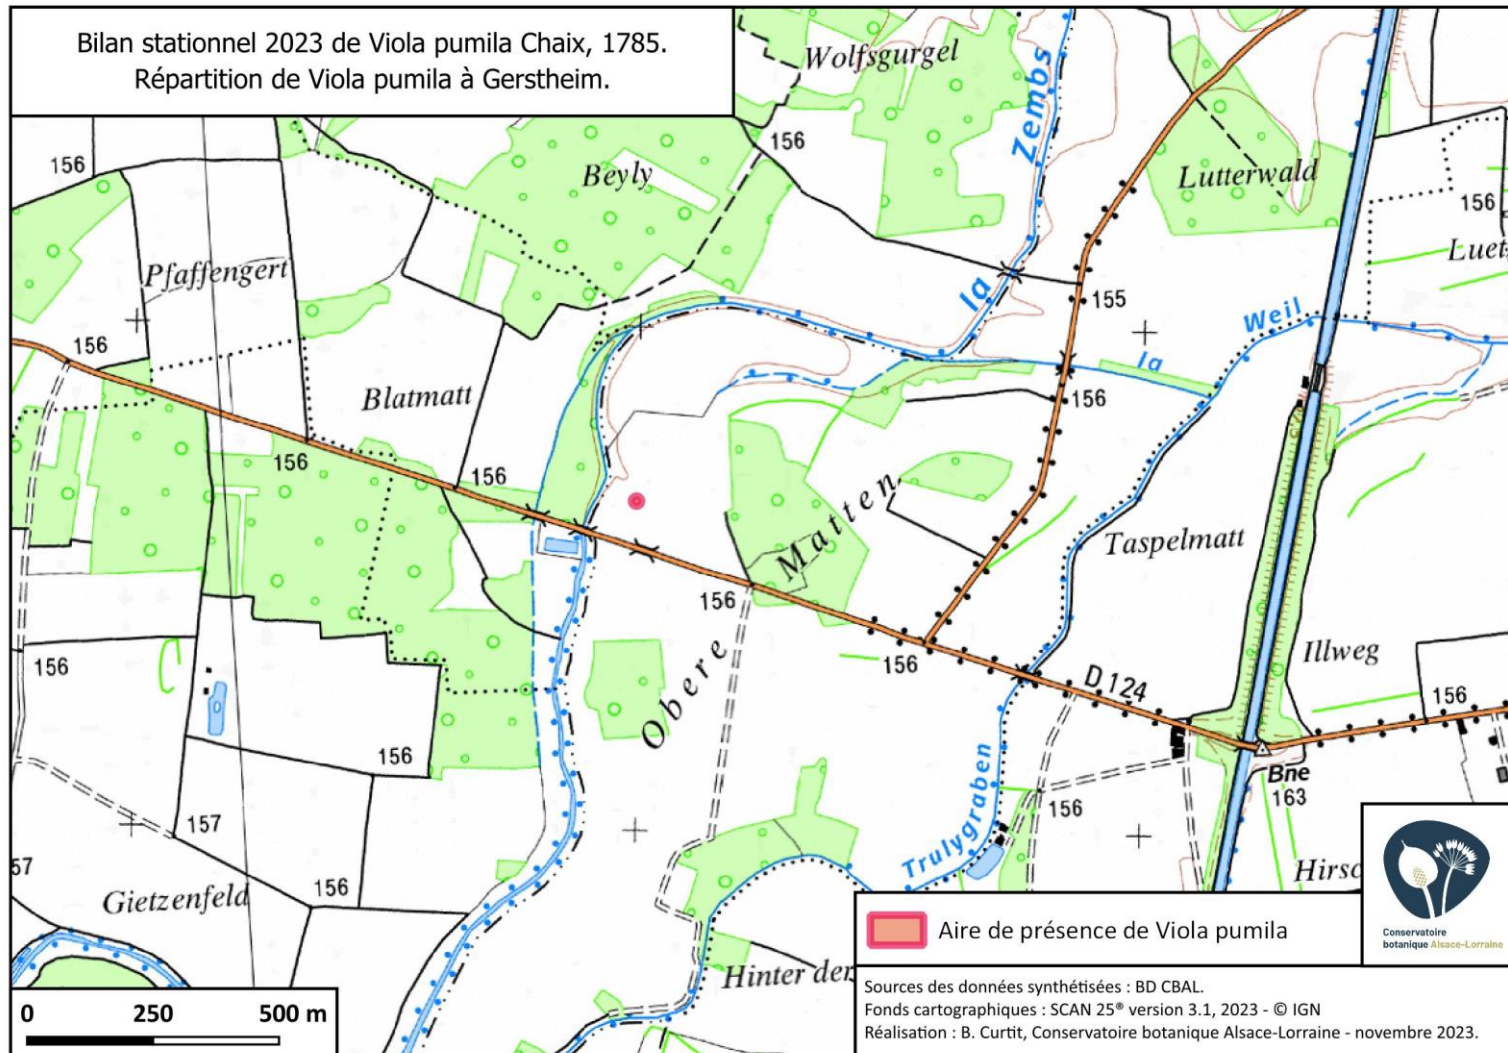 Bilan stationnel 2023 de Viola pumila Chaix, 1785.
Répartition de Viola pumila à Gerstheim.
Wolfsgurgel
la Zembs
156
156
Beyly
Lutterwald
156
Luet
Pfaffengert
155
Weil
la
156
Blatmatt
156
156
156
Obere Matten
Taspelmatt
156
156
156
Illweg
D 124
156
156
Bne
163
Trulygraben
156
157
57
156
Gietzenfeld
Hirsc
Hinter der
Aire de présence de Viola pumila
Conservatoire
botanique Alsace-Lorraine
0 250 500 m
Sources des données synthétisées : BD CBAL.
Fonds cartographiques : SCAN 25® version 3.1, 2023 - © IGN
Réalisation : B. Curtit, Conservatoire botanique Alsace-Lorraine - novembre 2023.